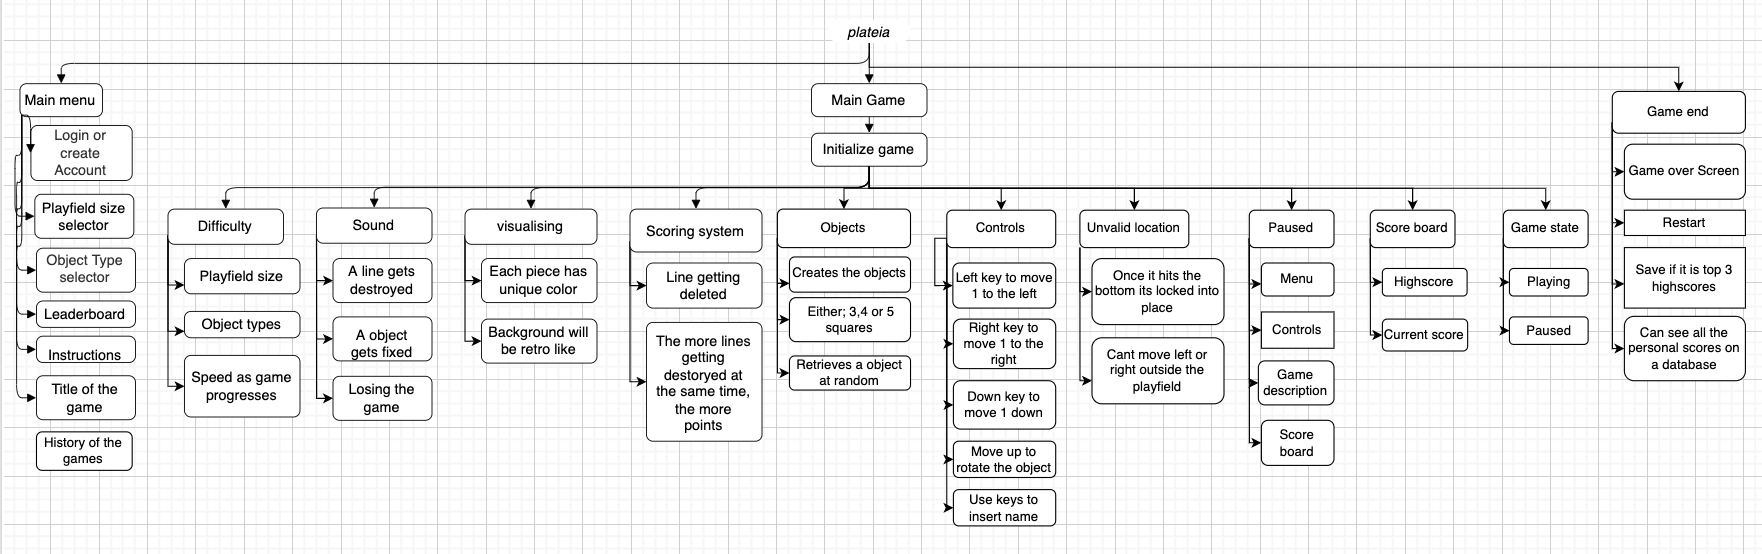 plateia
Main menu
Login or
create
Account
Playfield size
selector
Object Type
selector
Leaderboard
Instructions
Title of the
game
History of the
games
Main Game
Initialize game
Difficulty
Playfield size
Object types
Speed as game
progresses
Sound
A line gets
destroyed
A object
gets fixed
Losing the
game
visualising
Each piece has
unique color
Background will
be retro like
Scoring system
Line getting
deleted
The more lines
getting
destoryed at
the same time,
the more
points
Objects
Creates the objects
Either; 3,4 or 5
squares
Retrieves a object
at random
Controls
Left key to move
1 to the left
Right key to
move 1 to the
right
Down key to
move 1 down
Move up to
rotate the object
Use keys to
insert name
Unvalid location
Once it hits the
bottom its locked into
place
Cant move left or
right outside the
playfield
Paused
Menu
Controls
Game
description
Score
board
Score board
Highscore
Current score
Game state
Playing
Paused
Game end
Game over Screen
Restart
Save if it is top 3
highscores
Can see all the
personal scores on
a database